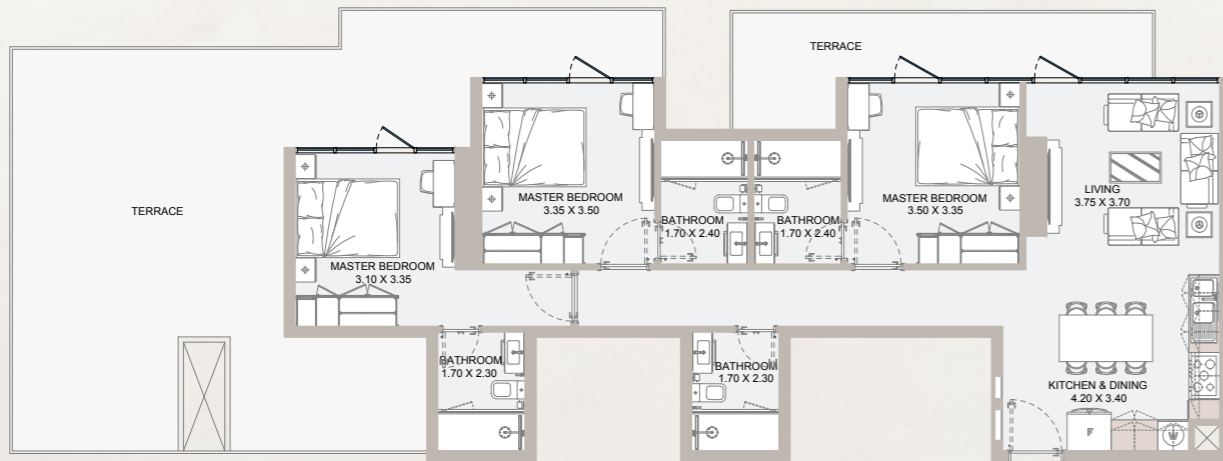 TERRACE
TERRACE
MASTER BEDROOM
3.35 X 3.50
MASTER BEDROOM
3.50 X 3.35
LIVING
3.75 X 3.70
BATHROOM
1.70 X 2.40
BATHROOM
1.70 X 2.40
MASTER BEDROOM
3.10 X 3.35
BATHROOM
1.70 X 2.30
BATHROOM
1.70 X 2.30
KITCHEN & DINING
4.20 X 3.40
F
W